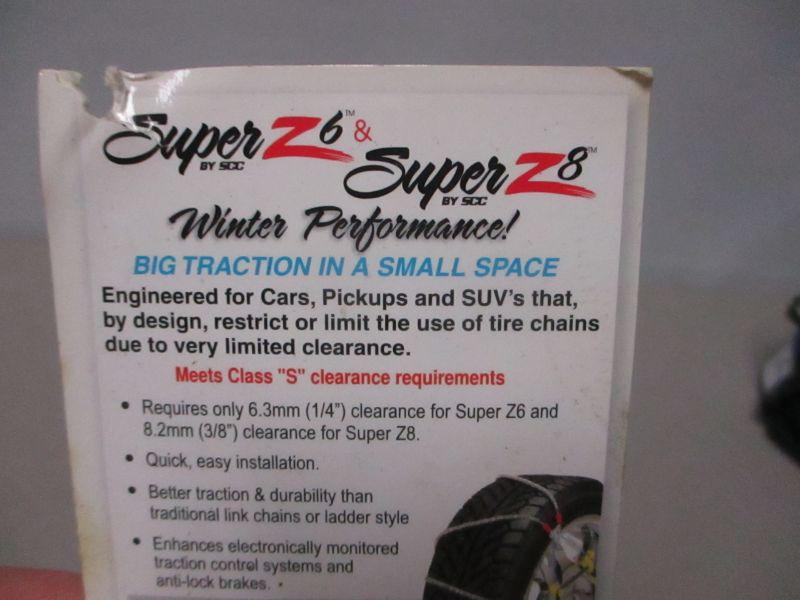 Super Z6™ &
BY SCC
Super Z8™
BY SCC
Winter Performance!
BIG TRACTION IN A SMALL SPACE
Engineered for Cars, Pickups and SUV's that,
by design, restrict or limit the use of tire chains
due to very limited clearance.
Meets Class "S" clearance requirements
• Requires only 6.3mm (1/4") clearance for Super Z6 and
8.2mm (3/8") clearance for Super Z8.
• Quick, easy installation.
• Better traction & durability than
traditional link chains or ladder style
• Enhances electronically monitored
traction control systems and
anti-lock brakes.